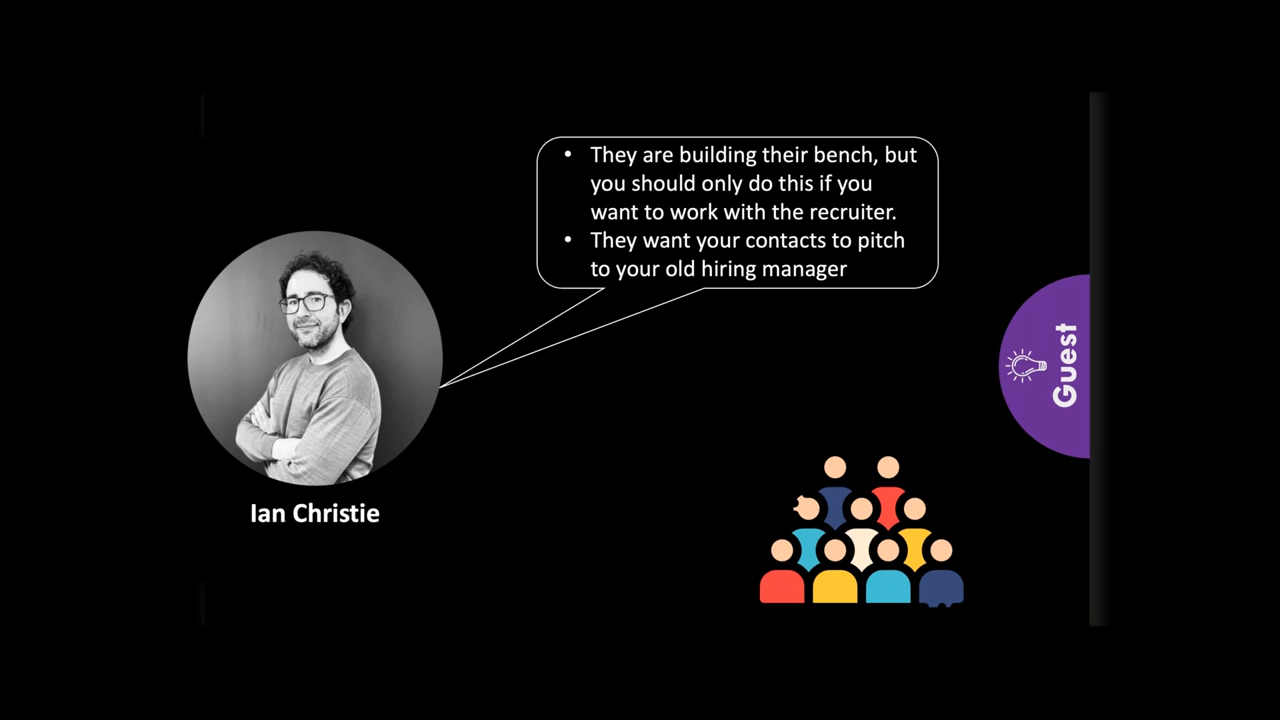 • They are building their bench, but
you should only do this if you
want to work with the recruiter.
• They want your contacts to pitch
to your old hiring manager
Guest
Ian Christie